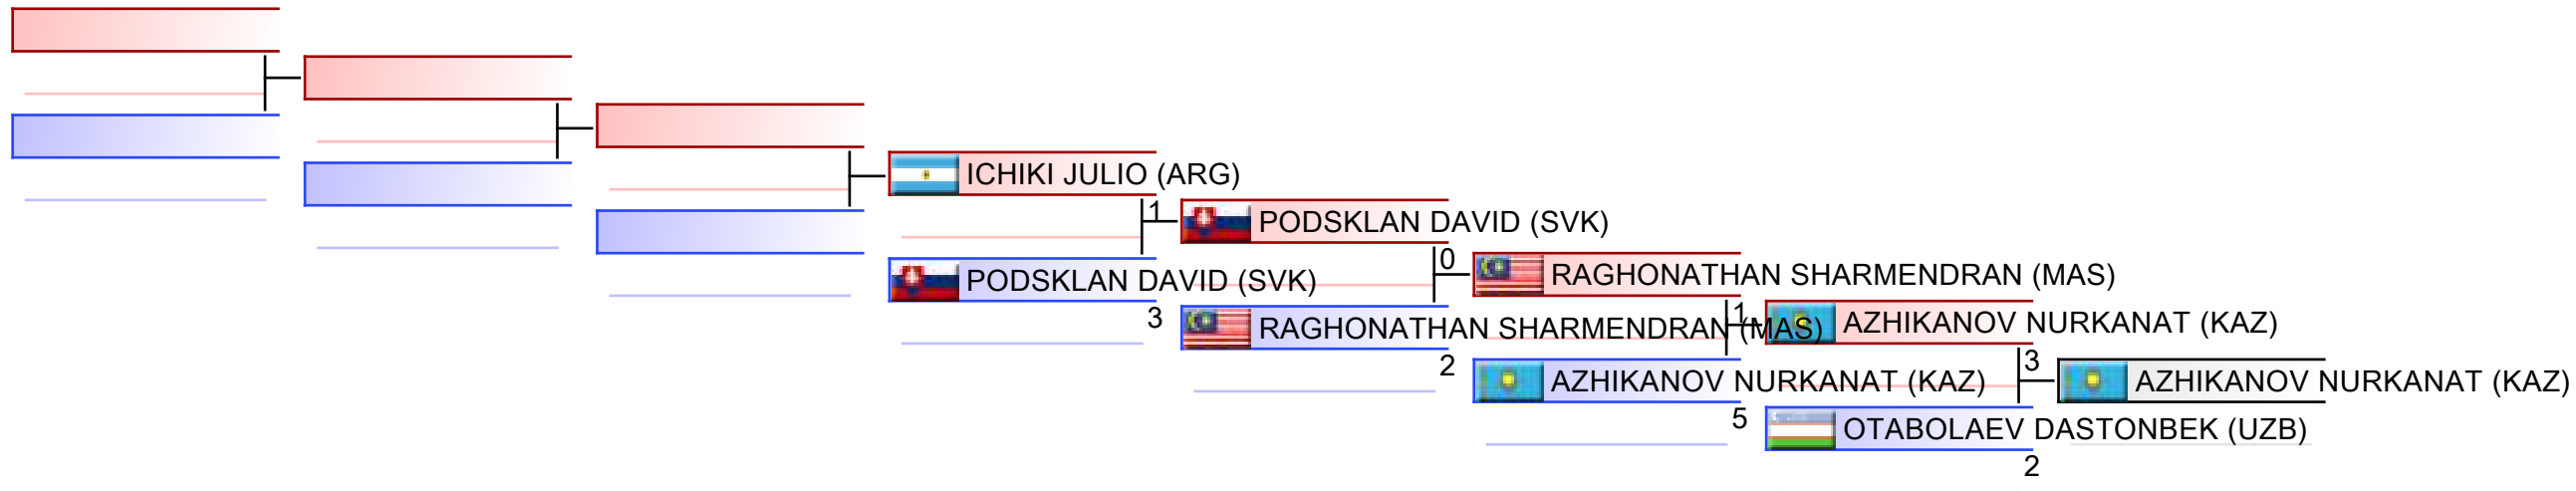 ICHIKI JULIO (ARG)
1
PODSKLAN DAVID (SVK)
3
PODSKLAN DAVID (SVK)
0
RAGHONATHAN SHARMENDRAN (MAS)
2
RAGHONATHAN SHARMENDRAN (MAS)
1
AZHIKANOV NURKANAT (KAZ)
5
AZHIKANOV NURKANAT (KAZ)
3
OTABOLAEV DASTONBEK (UZB)
2
AZHIKANOV NURKANAT (KAZ)